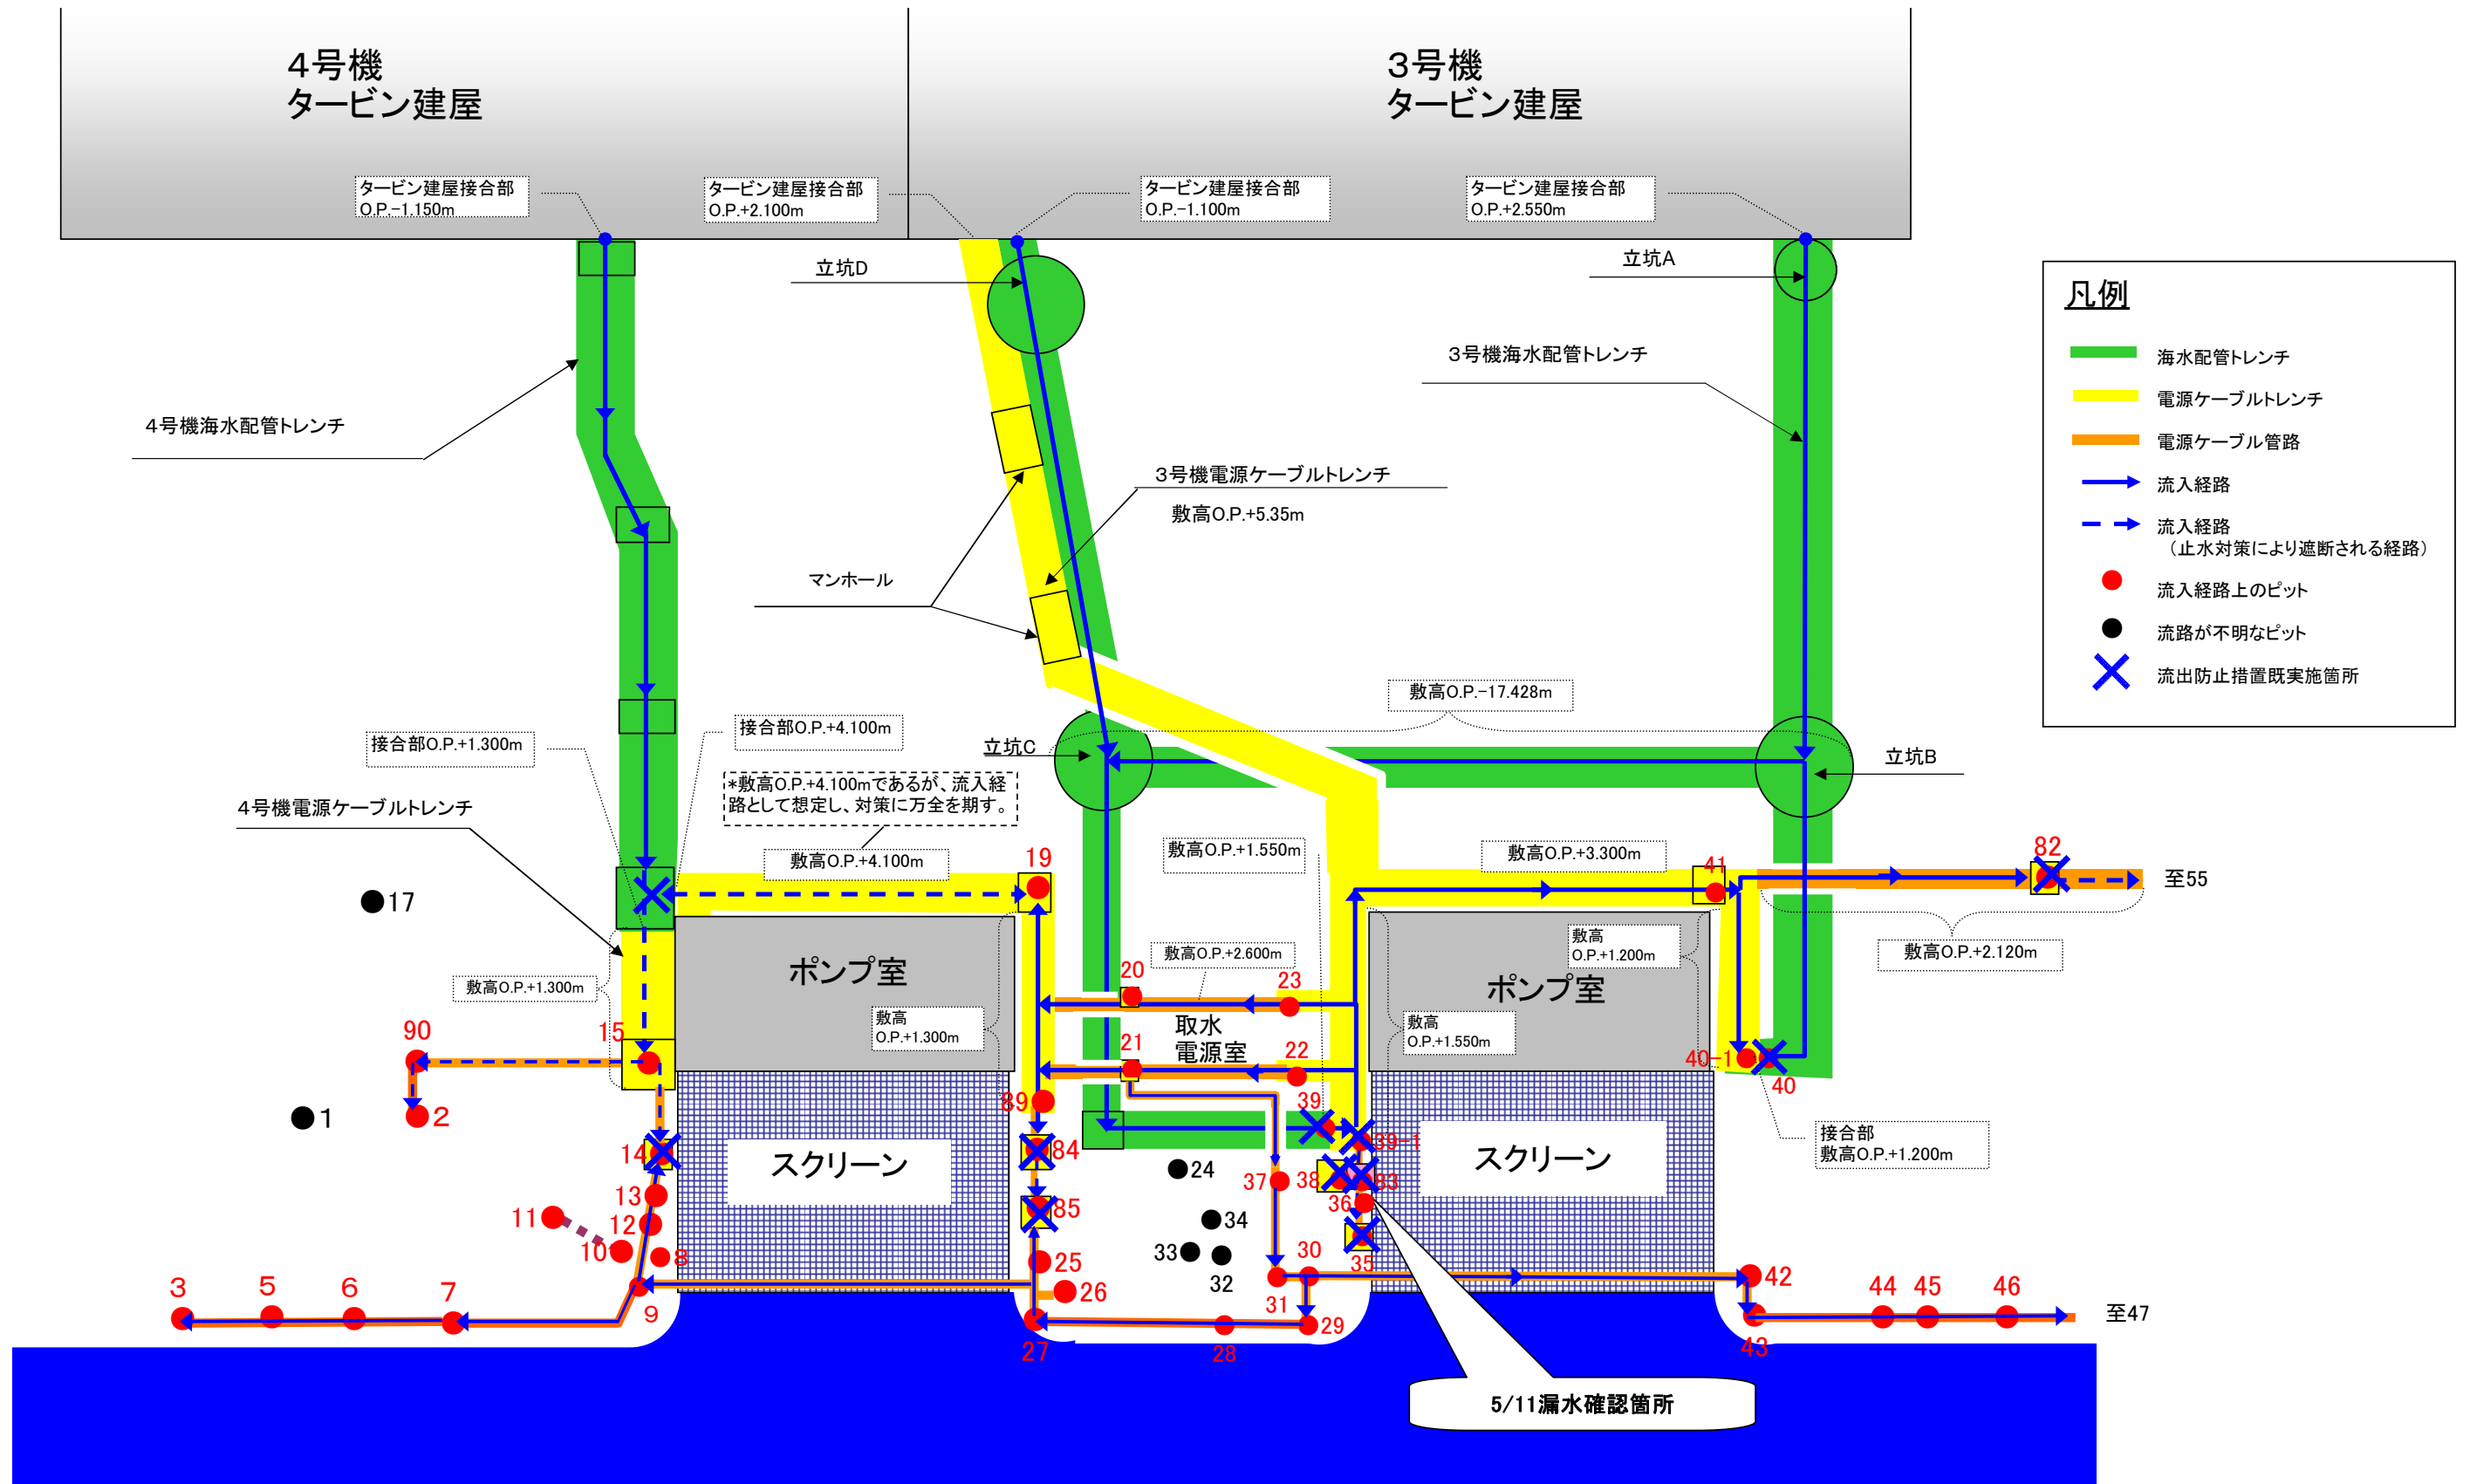 4号機
タービン建屋
3号機
タービン建屋
タービン建屋接合部
O.P.-1.150m
タービン建屋接合部
O.P.+2.100m
タービン建屋接合部
O.P.-1.100m
タービン建屋接合部
O.P.+2.550m
立坑D
立坑A
凡例
海水配管トレンチ
電源ケーブルトレンチ
電源ケーブル管路
流入経路
流入経路
（止水対策により遮断される経路）
流入経路上のピット
流路が不明なピット
流出防止措置既実施箇所
4号機海水配管トレンチ
3号機海水配管トレンチ
3号機電源ケーブルトレンチ
敷高O.P.+5.35m
マンホール
敷高O.P.-17.428m
接合部O.P.+1.300m
接合部O.P.+4.100m
立坑C
立坑B
*敷高O.P.+4.100mであるが、流入経
路として想定し、対策に万全を期す。
4号機電源ケーブルトレンチ
敷高O.P.+4.100m
敷高O.P.+1.550m
敷高O.P.+3.300m
19
41
82
至55
17
敷高O.P.+1.300m
ポンプ室
敷高
O.P.+1.300m
敷高O.P.+2.600m
20
23
取水
電源室
21
22
敷高
O.P.+1.200m
ポンプ室
敷高
O.P.+1.550m
敷高O.P.+2.120m
90
15
40-1
40
1
2
89
39
39-1
接合部
敷高O.P.+1.200m
14
スクリーン
84
24
37
38
83
スクリーン
13
36
11
12
85
34
10
8
25
33
32
30
35
3
5
6
7
9
26
31
42
44
45
46
至47
27
28
29
43
5/11漏水確認箇所